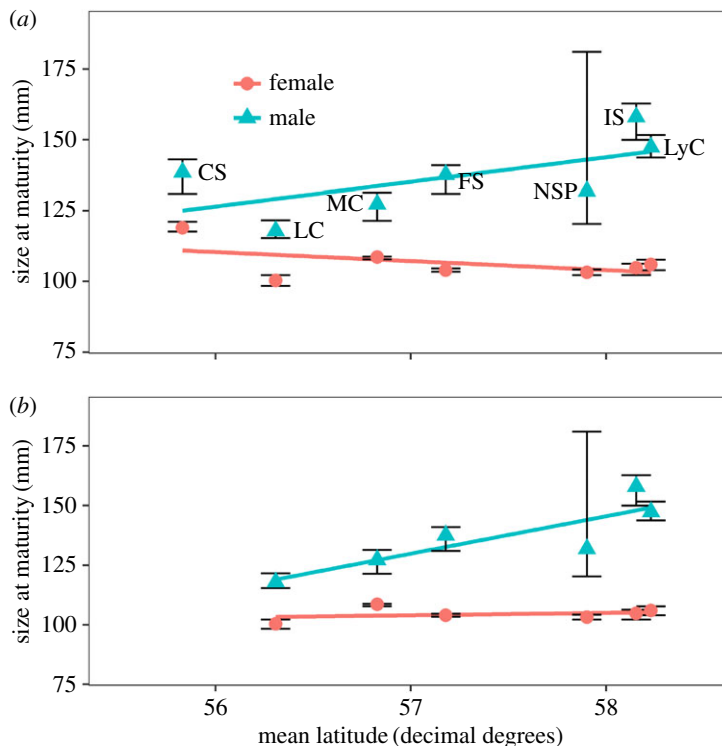 (a)
175
150
125
100
75
size at maturity (mm)
female
male
CS
LC
MC
FS
NSP
IS
LyC
(b)
175
150
125
100
75
size at maturity (mm)
56
57
58
mean latitude (decimal degrees)